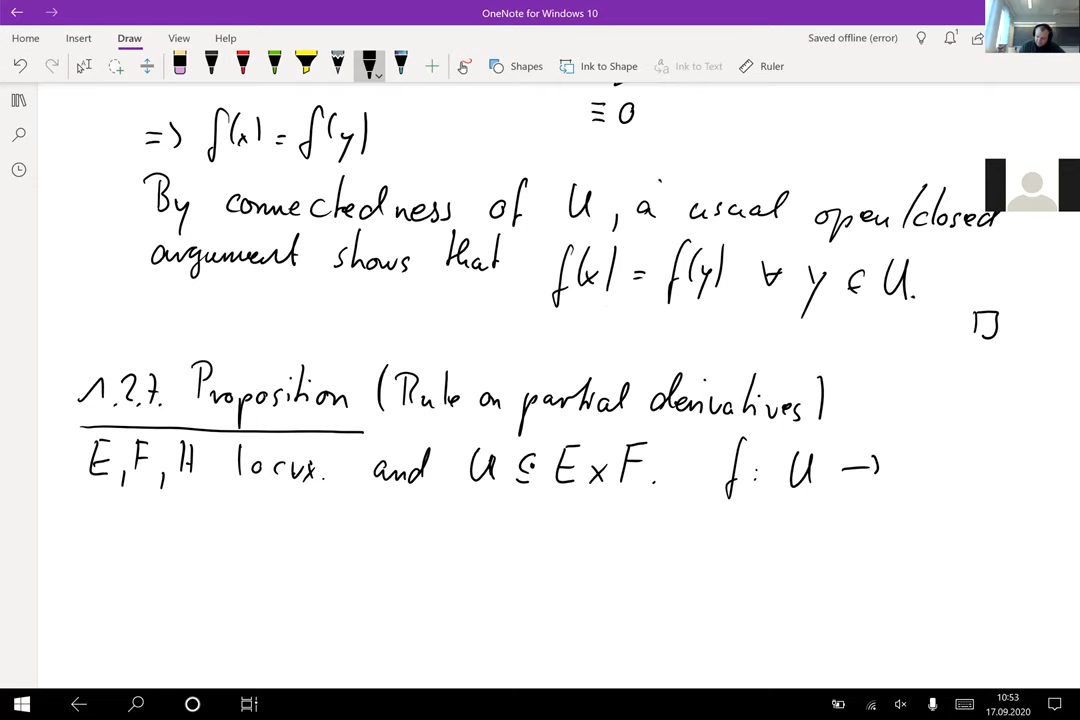 OneNote for Windows 10
Home Insert Draw View Help
Saved offline (error)
Shapes Ink to Shape Ink to Text Ruler
≡ 0
=> f(x) = f(y)
By connectedness of U, a usual open/closed
argument shows that f(x) = f(y) ∀ y ∈ U.
1.2.7. Proposition (Rule on partial derivatives)
E, F, H locvx. and U ⊆ E x F. f: U →
10:53
17.09.2020